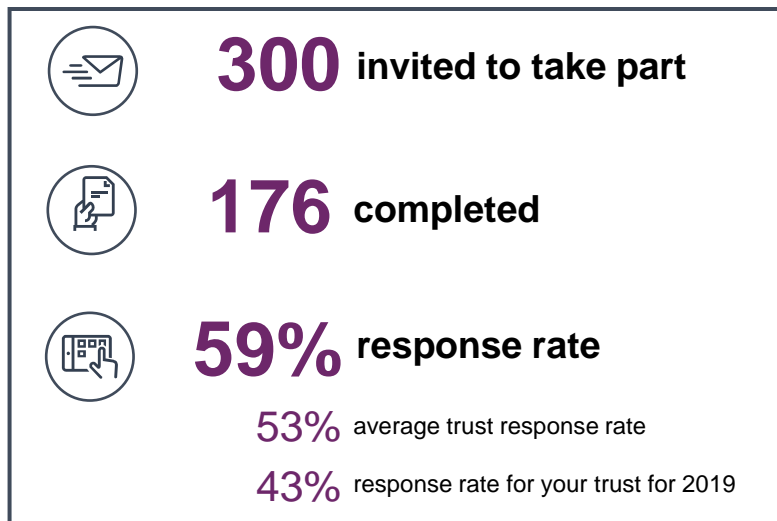 300 invited to take part
176 completed
59% response rate
53% average trust response rate
43% response rate for your trust for 2019